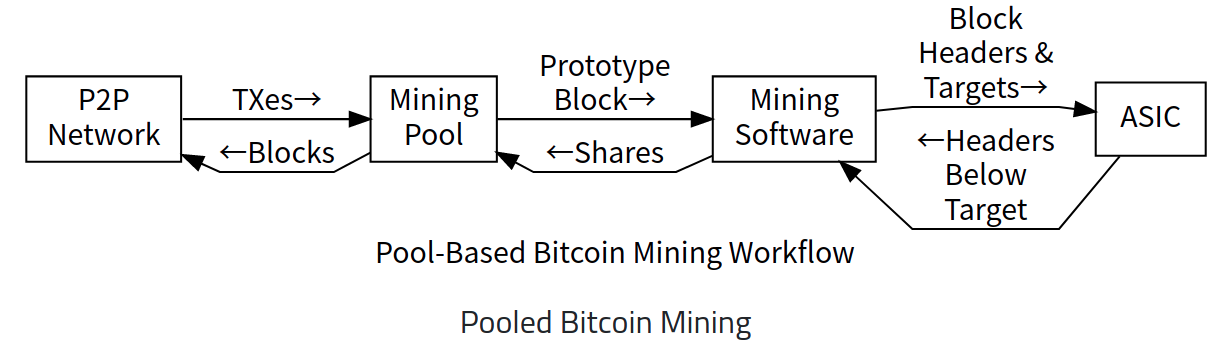 P2P
Network
TXes→
←Blocks
Mining
Pool
Prototype
Block→
←Shares
Mining
Software
Block
Headers &
Targets→
←Headers
Below
Target
ASIC
Pool-Based Bitcoin Mining Workflow
Pooled Bitcoin Mining